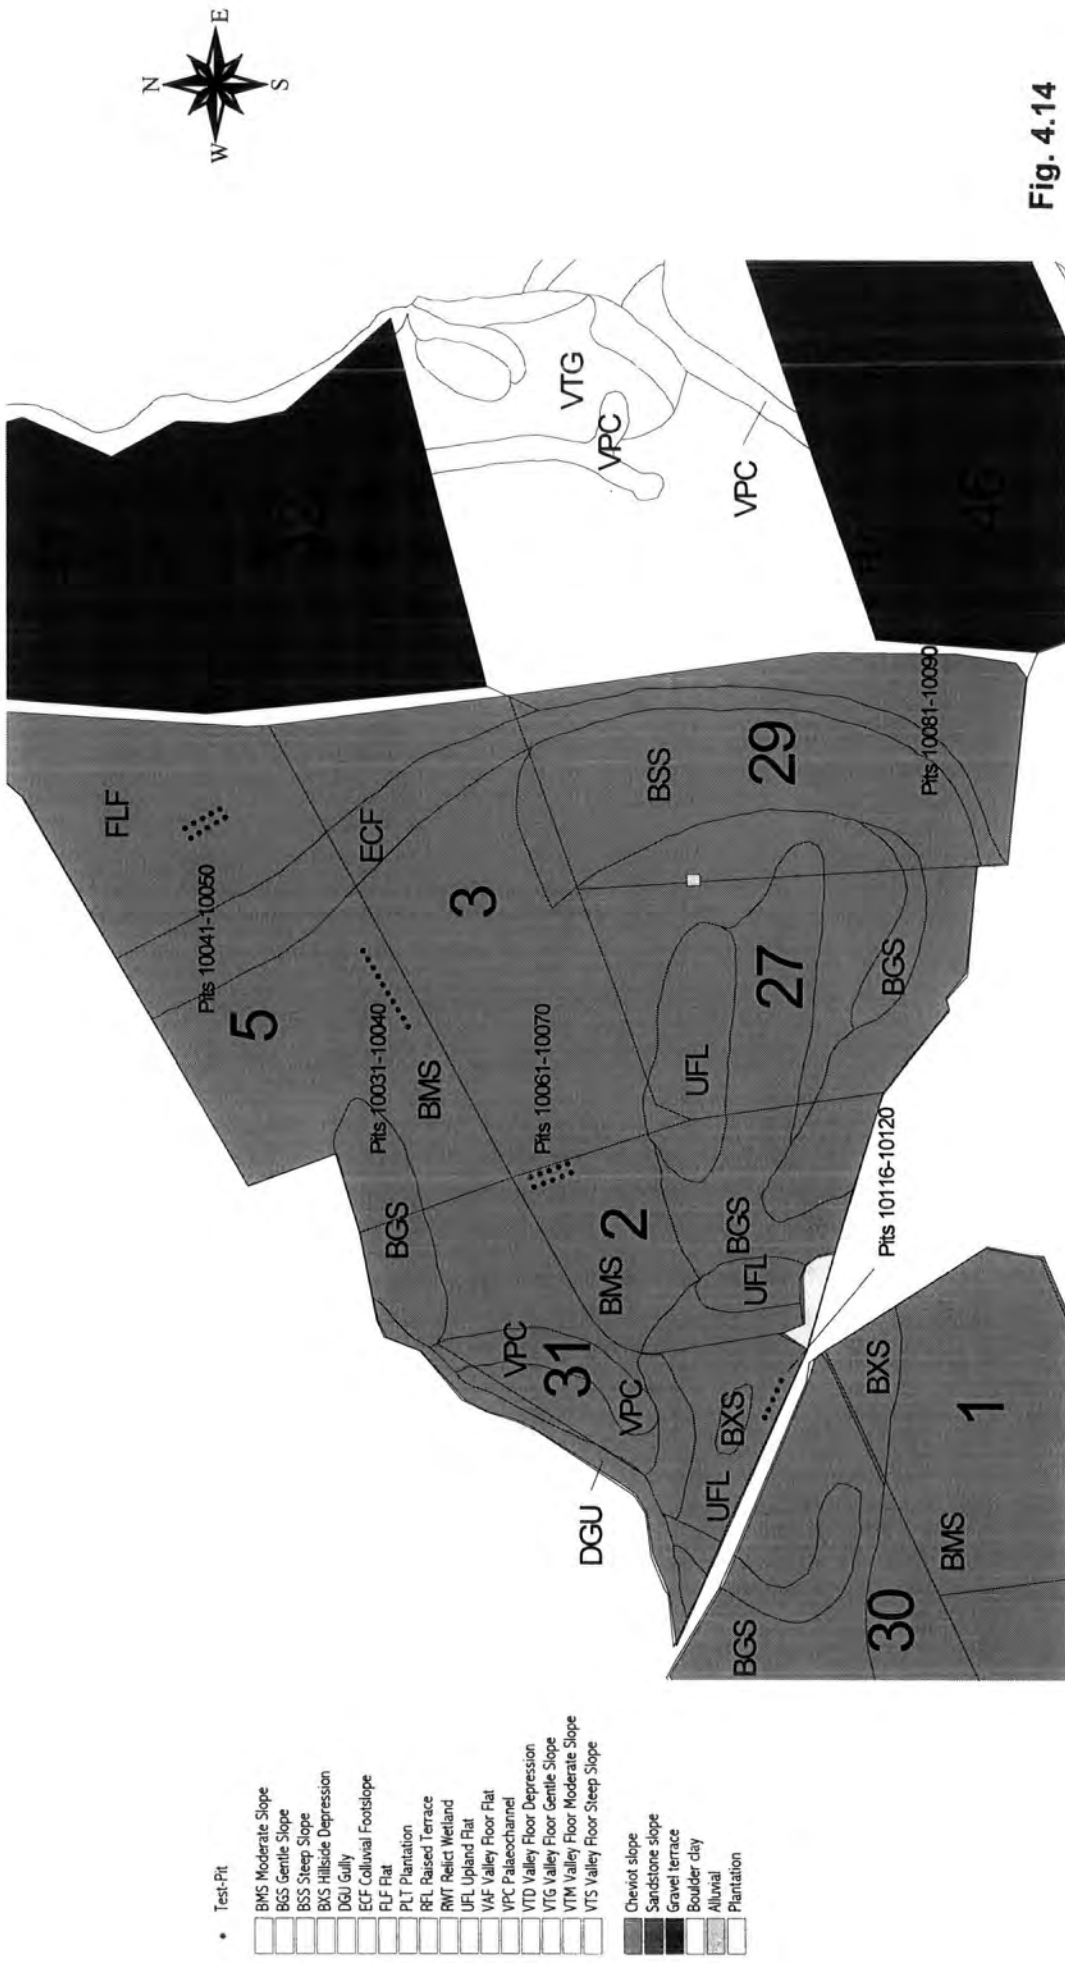 N
W
E
S
Fig. 4.14
FLF
Pits 10041-10050
5
ECF
3
Pits 10031-10040
BMS
BGS
Pits 10061-10070
2
BMS
VPC
31
VPC
DGU
BSS
29
Pits 10081-10090
27
BGS
UFL
BGS
UFL
Pits 10116-10120
BXS
UFL
BXS
1
BMS
30
BGS
VTG
VPC
VPC
46
Test-Pit
BMS Moderate Slope
BGS Gentle Slope
BSS Steep Slope
BXS Hillside Depression
DGU Gully
ECF Colluvial Footslope
FLF Flat
PLT Plantation
RFL Raised Terrace
RWT Relict Wetland
UFL Upland Flat
VAF Valley Floor Flat
VPC Palaeochannel
VTD Valley Floor Depression
VTG Valley Floor Gentle Slope
VTM Valley Floor Moderate Slope
VTS Valley Floor Steep Slope
Cheviot slope
Sandstone slope
Gravel terrace
Boulder clay
Alluvial
Plantation